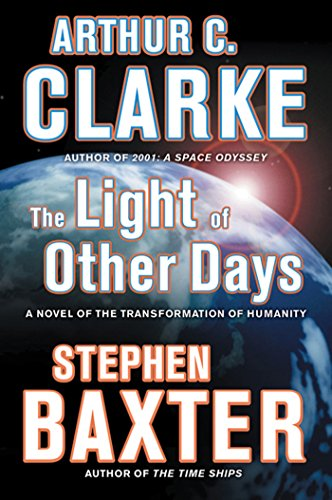 ARTHUR C.
CLARKE
AUTHOR OF 2001: A SPACE ODYSSEY
The Light of
Other Days
A NOVEL OF THE TRANSFORMATION OF HUMANITY
STEPHEN
BAXTER
AUTHOR OF THE TIME SHIPS